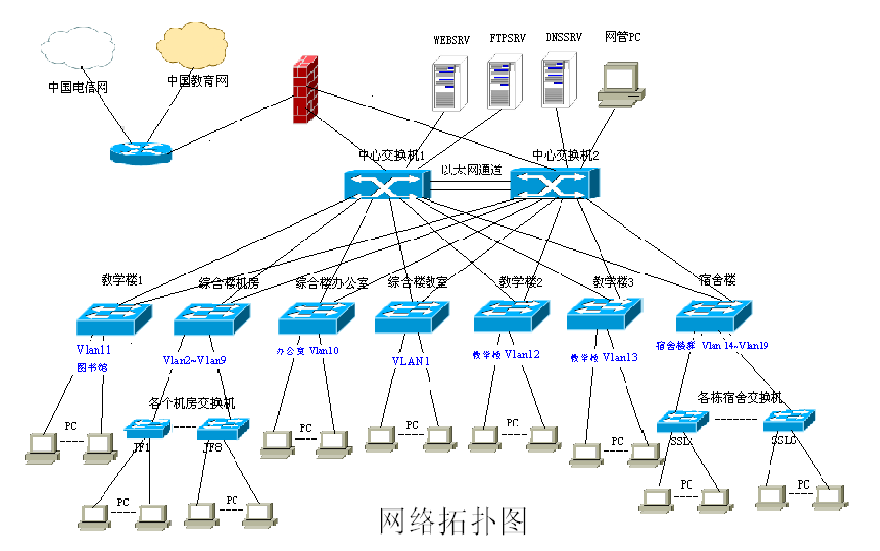 WEBSRV
FTPSRV
DNSSRV
网管PC
中国电信网
中国教育网
中心交换机1
中心交换机2
以太网通道
教学楼1
综合楼机房
综合楼办公室
综合楼教室
教学楼2
教学楼3
宿舍楼
Vlan11
图书馆
Vlan2~Vlan9
办公室 Vlan10
VLAN1
教学楼 Vlan12
教学楼 Vlan13
宿舍楼群 Vlan 14~Vlan19
各个机房交换机
各栋宿舍交换机
PC
JF1
JF8
PC
PC
PC
PC
SSL1
SSL6
PC
PC
PC
PC
网络拓扑图